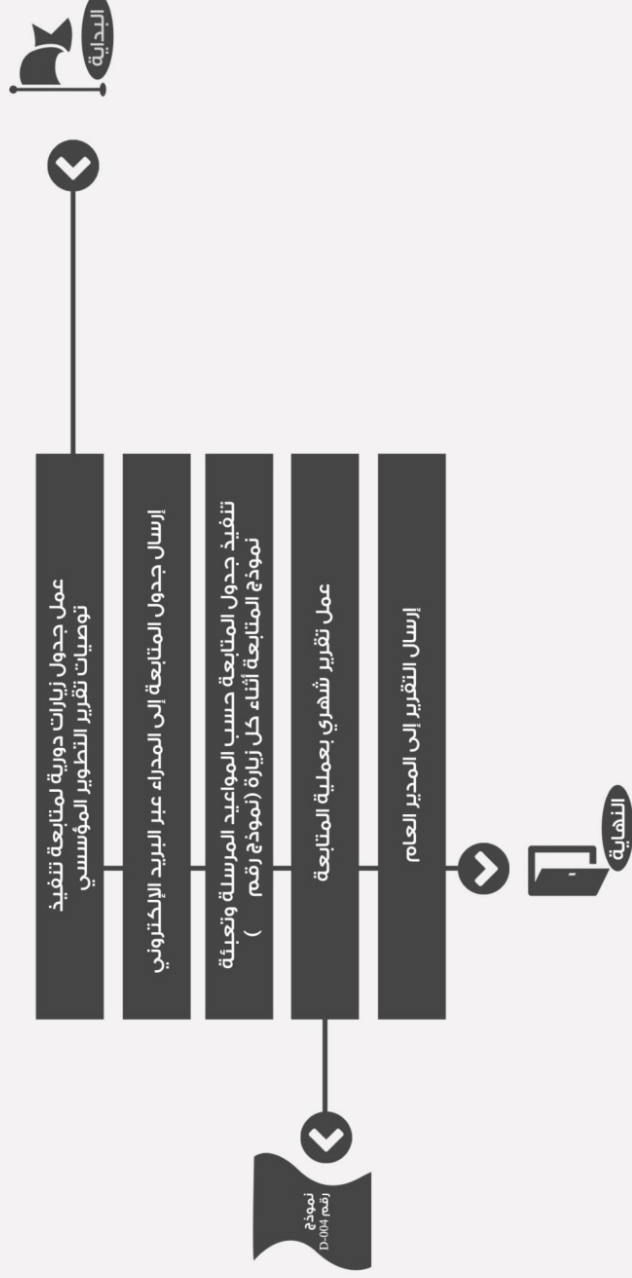 البداية
عمل جدول زيارات دورية لمتابعة تنفيذ
توصيات تقرير التطوير المؤسسي
إرسال جدول المتابعة إلى المدراء عبر البريد الإلكتروني
تنفيذ جدول المتابعة حسب المواعيد المرسلة وتعبئة
نموذج المتابعة أثناء كل زيارة (نموذج رقم      )
عمل تقرير شهري بعملية المتابعة
نموذج
رقم D-004
إرسال التقرير إلى المدير العام
النهاية